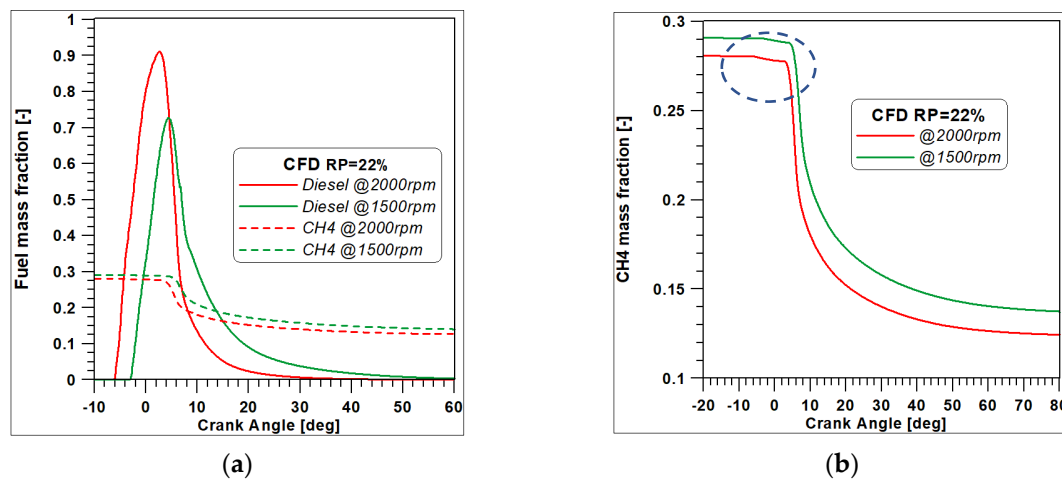 1
0.9
0.8
0.7
0.6
0.5
0.4
0.3
0.2
0.1
0
Fuel mass fraction [-]
CFD RP=22%
Diesel @2000rpm
Diesel @1500rpm
CH4 @2000rpm
CH4 @1500rpm
-10 0 10 20 30 40 50 60
Crank Angle [deg]
(a)
0.3
0.25
0.2
0.15
0.1
CH4 mass fraction [-]
CFD RP=22%
@2000rpm
@1500rpm
-20 -10 0 10 20 30 40 50 60 70 80
Crank Angle [deg]
(b)